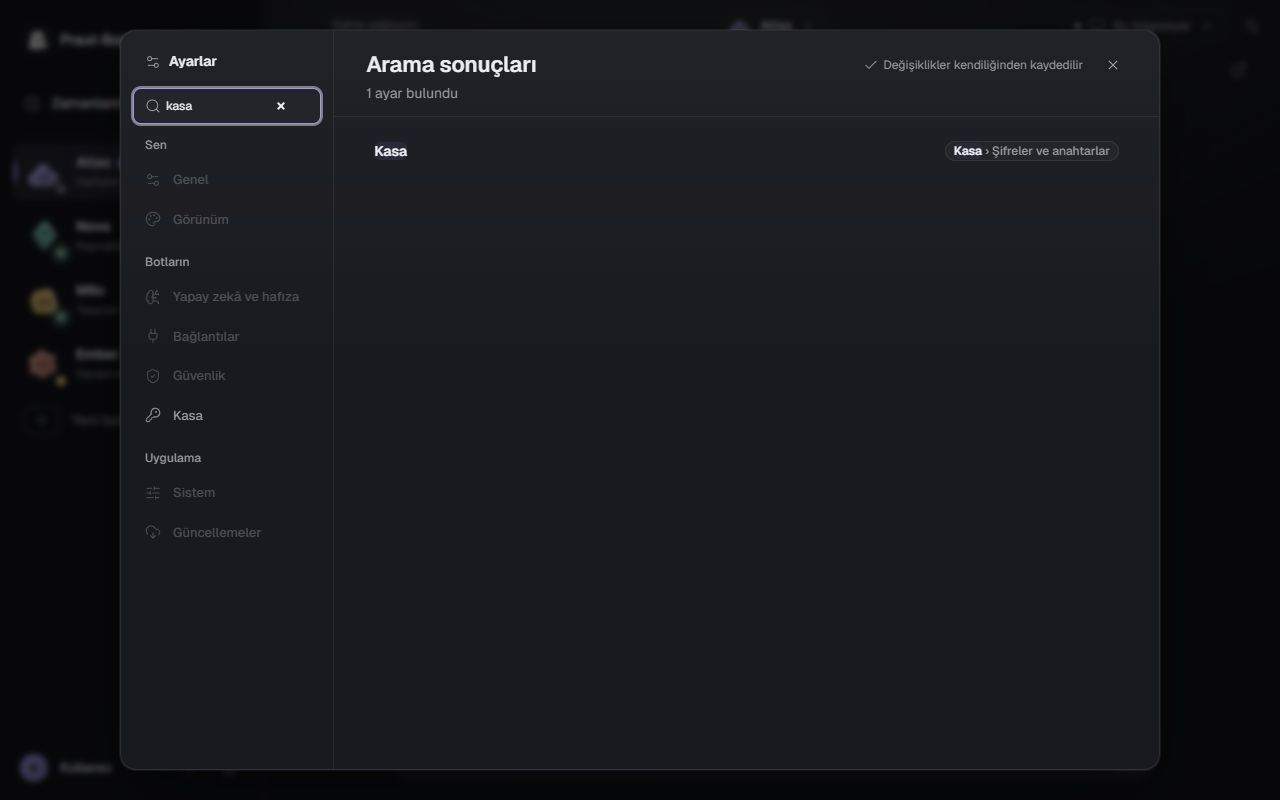 Ayarlar
kasa
Sen
Genel
Görünüm
Botların
Yapay zekâ ve hafıza
Bağlantılar
Güvenlik
Kasa
Uygulama
Sistem
Güncellemeler
Arama sonuçları
1 ayar bulundu
Değişiklikler kendiliğinden kaydedilir
Kasa
Kasa › Şifreler ve anahtarlar